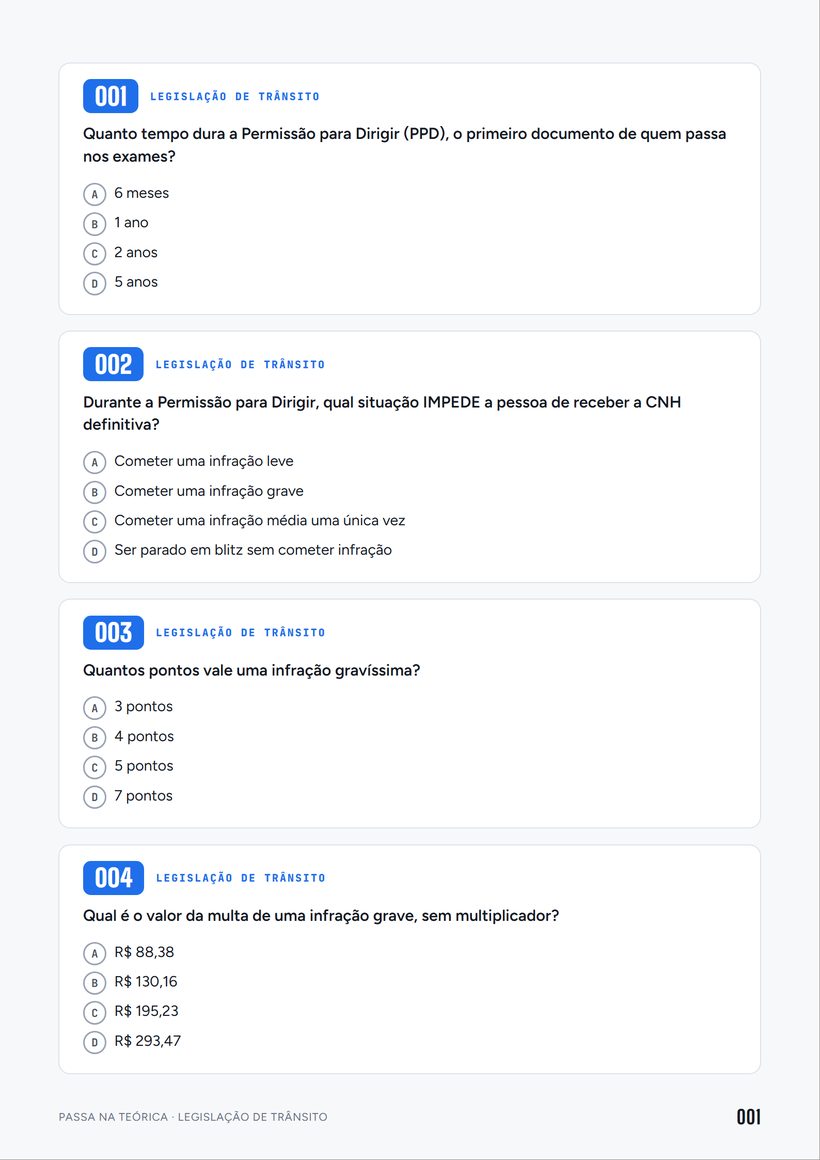 001 LEGISLAÇÃO DE TRÂNSITO
Quanto tempo dura a Permissão para Dirigir (PPD), o primeiro documento de quem passa
nos exames?
A 6 meses
B 1 ano
C 2 anos
D 5 anos
002 LEGISLAÇÃO DE TRÂNSITO
Durante a Permissão para Dirigir, qual situação IMPEDE a pessoa de receber a CNH
definitiva?
A Cometer uma infração leve
B Cometer uma infração grave
C Cometer uma infração média uma única vez
D Ser parado em blitz sem cometer infração
003 LEGISLAÇÃO DE TRÂNSITO
Quantos pontos vale uma infração gravíssima?
A 3 pontos
B 4 pontos
C 5 pontos
D 7 pontos
004 LEGISLAÇÃO DE TRÂNSITO
Qual é o valor da multa de uma infração grave, sem multiplicador?
A R$ 88,38
B R$ 130,16
C R$ 195,23
D R$ 293,47
PASSA NA TEÓRICA · LEGISLAÇÃO DE TRÂNSITO 001